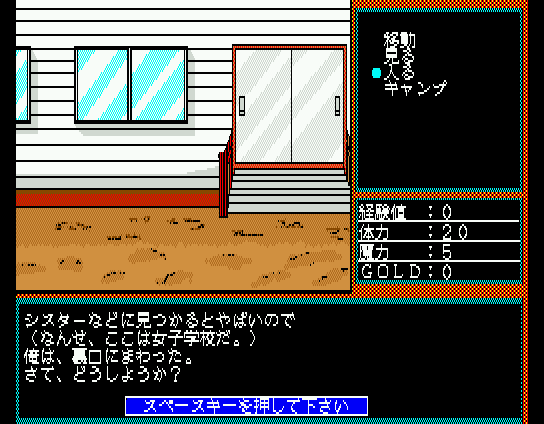 移動
見る
入る
キャンプ
経験値 : 0
体力 : 20
魔力 : 5
GOLD : 0
シスターなどに見つかるとやばいので
(なんせ、ここは女子学校だ。)
俺は、裏口にまわった。
さて、どうしようか?
スペースキーを押して下さい